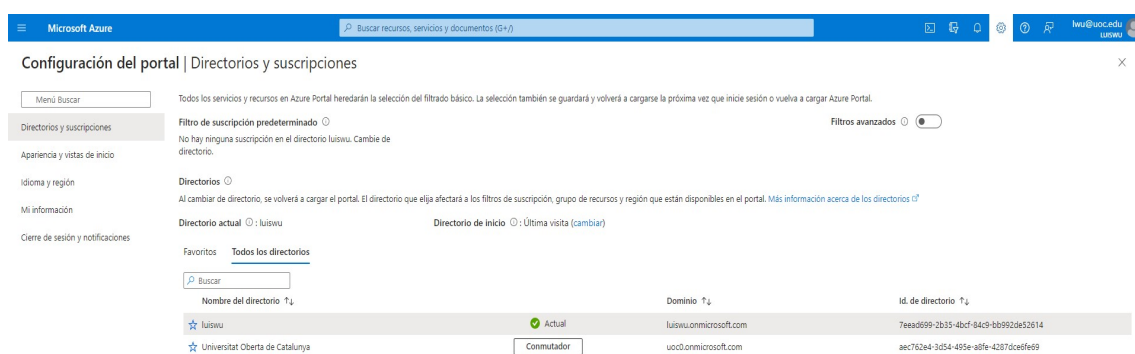 Microsoft Azure
Buscar recursos, servicios y documentos (G+/)
lwu@uoc.edu
LUISWU
Configuración del portal | Directorios y suscripciones
Menú Buscar
Directorios y suscripciones
Apariencia y vistas de inicio
Idioma y región
Mi información
Cierre de sesión y notificaciones
Todos los servicios y recursos en Azure Portal heredarán la selección del filtrado básico. La selección también se guardará y volverá a cargarse la próxima vez que inicie sesión o vuelva a cargar Azure Portal.
Filtro de suscripción predeterminado
Filtros avanzados
No hay ninguna suscripción en el directorio luiswu. Cambie de
directorio.
Directorios
Al cambiar de directorio, se volverá a cargar el portal. El directorio que elija afectará a los filtros de suscripción, grupo de recursos y región que están disponibles en el portal. Más información acerca de los directorios
Directorio actual : luiswu
Directorio de inicio : Última visita (cambiar)
Favoritos Todos los directorios
Buscar
Nombre del directorio Dominio Id. de directorio
luiswu Actual luiswu.onmicrosoft.com 7eead699-2b35-4bcf-84c9-bb992de52614
Universitat Oberta de Catalunya Conmutador uoc0.onmicrosoft.com aec762e4-3d54-495e-a8fe-4287dce6fe69